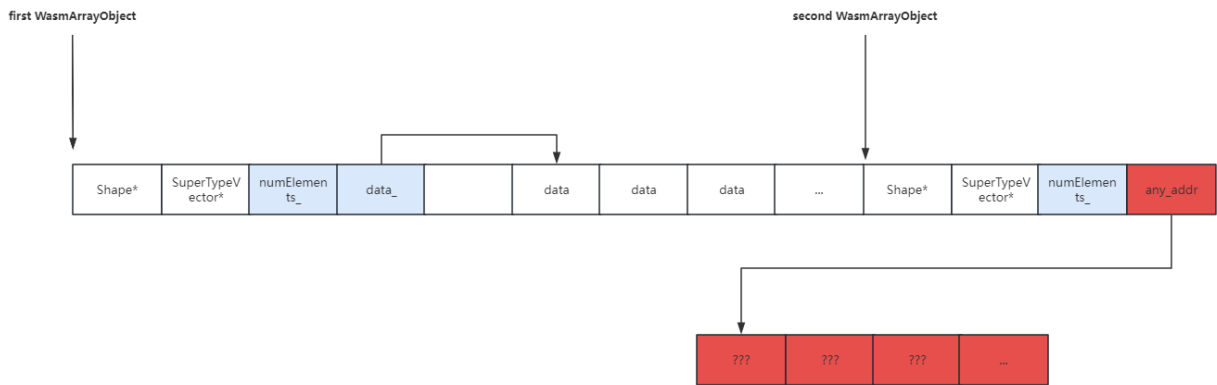 first WasmArrayObject
second WasmArrayObject
Shape*
SuperTypeV
ector*
numElemen
ts_
data_
data
data
data
...
Shape*
SuperTypeV
ector*
numElemen
ts_
any_addr
???
???
???
...